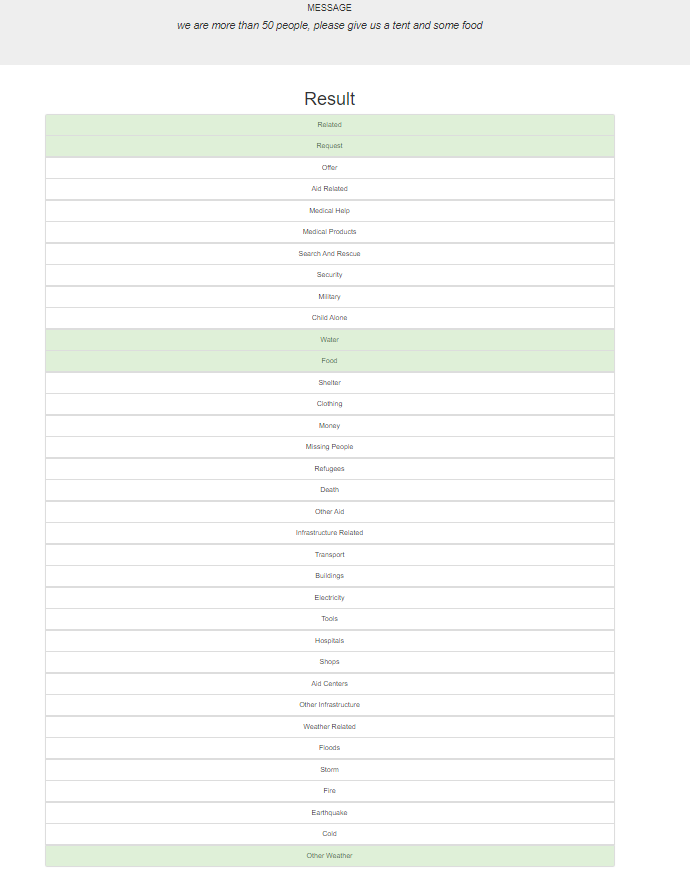 MESSAGE
we are more than 50 people, please give us a tent and some food
Result
Related
Request
Offer
Aid Related
Medical Help
Medical Products
Search And Rescue
Security
Military
Child Alone
Water
Food
Shelter
Clothing
Money
Missing People
Refugees
Death
Other Aid
Infrastructure Related
Transport
Buildings
Electricity
Tools
Hospitals
Shops
Aid Centers
Other Infrastructure
Weather Related
Floods
Storm
Fire
Earthquake
Cold
Other Weather